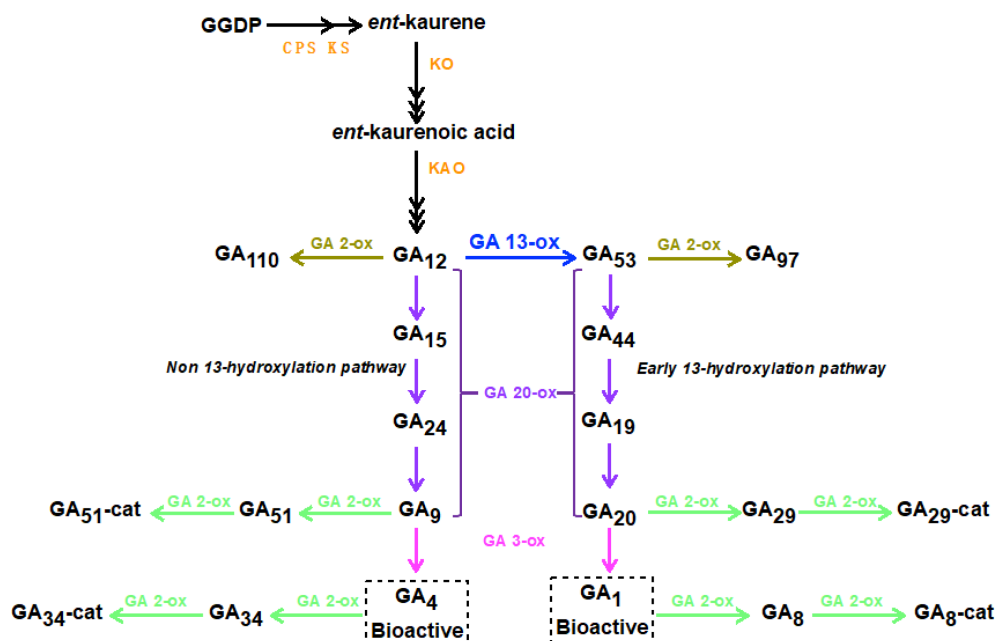 GGDP ent-kaurene
CPS KS
KO
ent-kaurenoic acid
KAO
GA110 GA 2-ox GA12 GA 13-ox GA53 GA 2-ox GA97
GA15 GA44
Non 13-hydroxylation pathway Early 13-hydroxylation pathway
GA 20-ox
GA24 GA19
GA51-cat GA 2-ox GA51 GA 2-ox GA9 GA20 GA 2-ox GA29 GA 2-ox GA29-cat
GA 3-ox
GA34-cat GA 2-ox GA34 GA 2-ox GA4 GA1 GA 2-ox GA8 GA 2-ox GA8-cat
Bioactive Bioactive